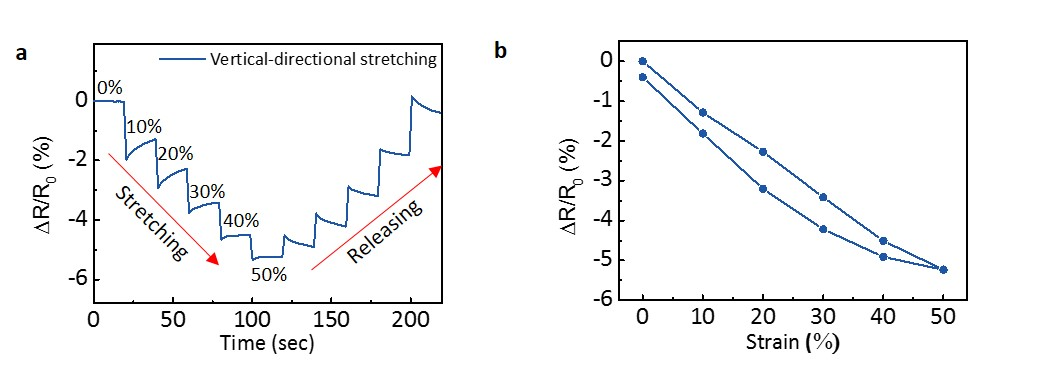 a
Vertical-directional stretching
0%
10%
20%
30%
40%
50%
Stretching
Releasing
0
-2
-4
-6
ΔR/R0 (%)
0 50 100 150 200
Time (sec)
b
0
-1
-2
-3
-4
-5
-6
ΔR/R0 (%)
0 10 20 30 40 50
Strain (%)